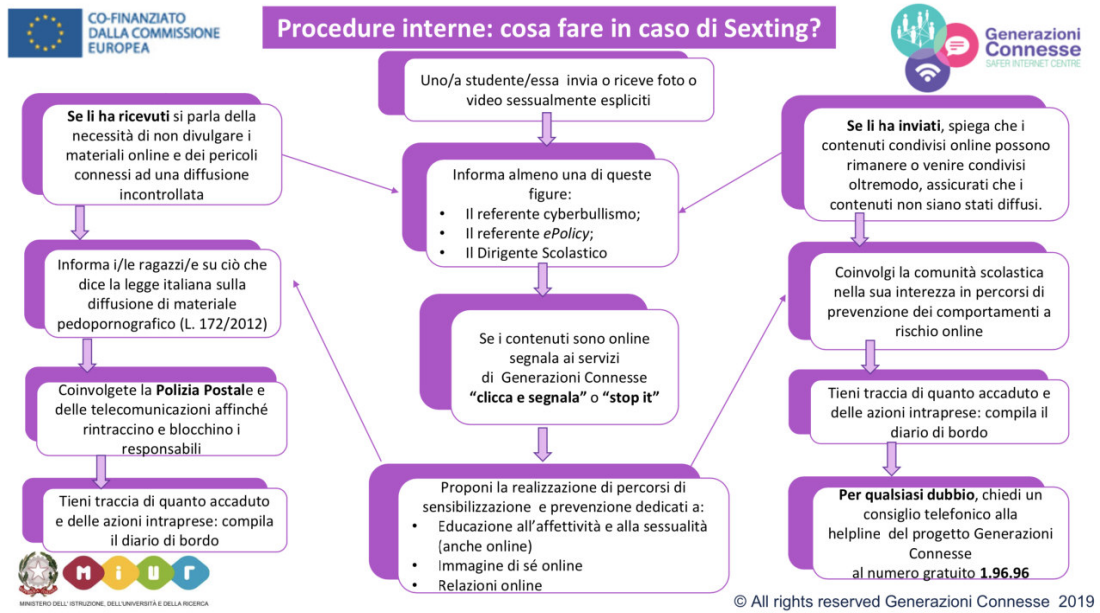 CO-FINANZIATO
DALLA COMMISSIONE
EUROPEA
Procedure interne: cosa fare in caso di Sexting?
Generazioni
Connesse
SAFER INTERNET CENTRE
Uno/a studente/essa invia o riceve foto o
video sessualmente espliciti
Se li ha ricevuti si parla della
necessità di non divulgare i
materiali online e dei pericoli
connessi ad una diffusione
incontrollata
Informa almeno una di queste
figure:
• Il referente cyberbullismo;
• Il referente ePolicy;
• Il Dirigente Scolastico
Se li ha inviati, spiega che i
contenuti condivisi online possono
rimanere o venire condivisi
oltremodo, assicurati che i
contenuti non siano stati diffusi.
Informa i/le ragazzi/e su ciò che
dice la legge italiana sulla
diffusione di materiale
pedopornografico (L. 172/2012)
Se i contenuti sono online
segnala ai servizi
di Generazioni Connesse
“clicca e segnala” o “stop it”
Coinvolgi la comunità scolastica
nella sua interezza in percorsi di
prevenzione dei comportamenti a
rischio online
Coinvolgete la Polizia Postale e
delle telecomunicazioni affinché
rintraccino e blocchino i
responsabili
Tieni traccia di quanto accaduto e
delle azioni intraprese: compila il
diario di bordo
Tieni traccia di quanto accaduto
e delle azioni intraprese: compila
il diario di bordo
Proponi la realizzazione di percorsi di
sensibilizzazione e prevenzione dedicati a:
• Educazione all’affettività e alla sessualità
(anche online)
• Immagine di sé online
• Relazioni online
Per qualsiasi dubbio, chiedi un
consiglio telefonico alla
helpline del progetto Generazioni
Connesse
al numero gratuito 1.96.96
miur
MINISTERO DELL’ ISTRUZIONE, DELL’UNIVERSITÀ E DELLA RICERCA
© All rights reserved Generazioni Connesse 2019